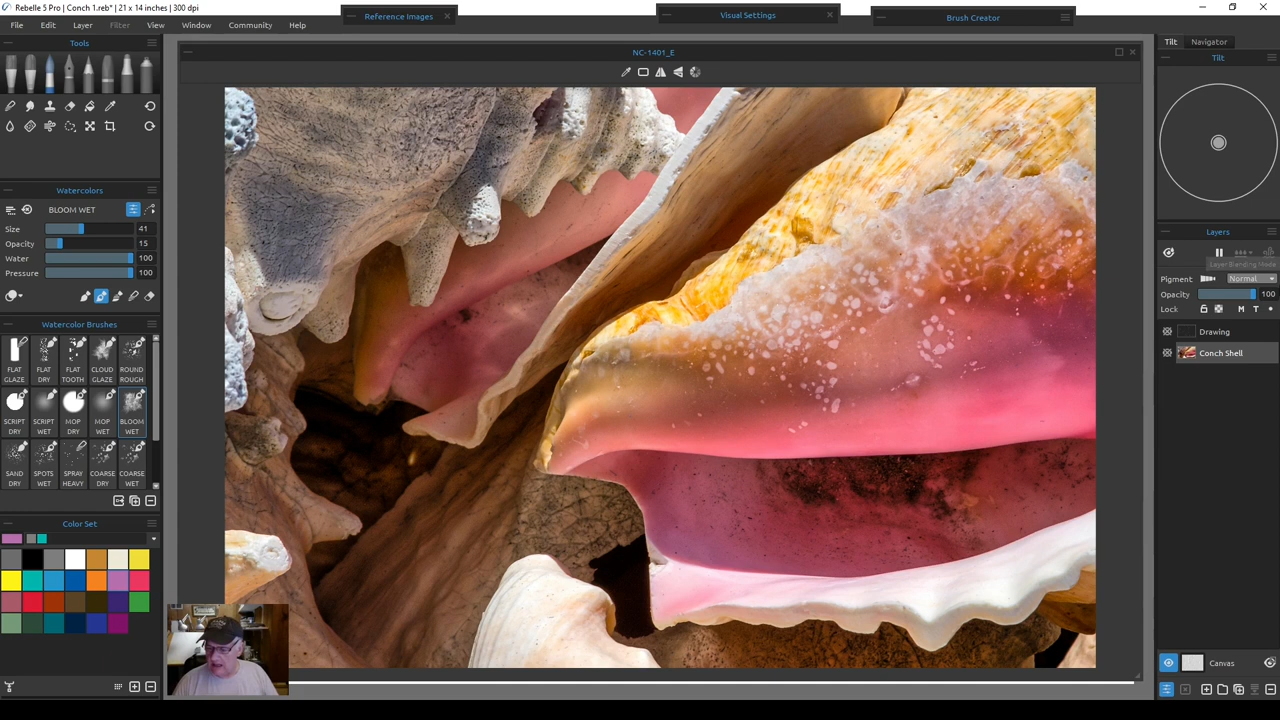 Rebelle 5 Pro | Conch 1.reb* | 21 x 14 inches | 300 dpi
File Edit Layer Filter View Window Community Help
Reference Images
Visual Settings
Brush Creator
Tools
NC-1401_E
Tilt Navigator
Tilt
Watercolors
BLOOM WET
Size 41
Opacity 15
Water 100
Pressure 100
Watercolor Brushes
FLAT GLAZE
FLAT DRY
FLAT TOOTH
CLOUD GLAZE
ROUND ROUGH
SCRIPT DRY
SCRIPT WET
MOP DRY
MOP WET
BLOOM WET
SAND DRY
SPOTS WET
SPRAY HEAVY
COARSE DRY
COARSE WET
Color Set
Layers
Layer Blending Mode
Pigment Normal
Opacity 100
Lock M T
Drawing
Conch Shell
Canvas